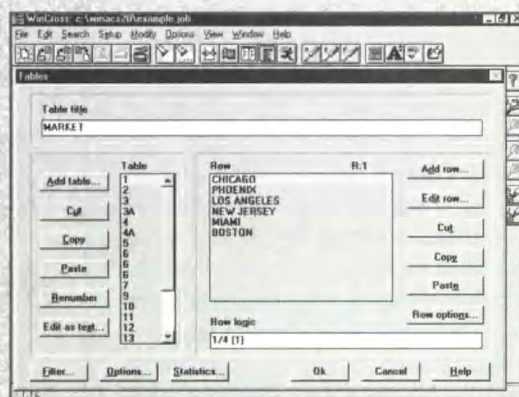 WinCross: c:\wincs20\example.job
File Edit Search Setup Modify Options View Window Help
Tables
Table title
MARKET
Table
Row R:1
Add table...
Cut
Copy
Paste
Renumber
Edit as text...
1
2
3
3A
4
4A
5
6
6
6
7
9
10
11
12
13
CHICAGO
PHOENIX
LOS ANGELES
NEW JERSEY
MIAMI
BOSTON
Add row...
Edit row...
Cut
Copy
Paste
Row options...
Row logic
1/4 (1)
Filter... Options... Statistics... Ok Cancel Help